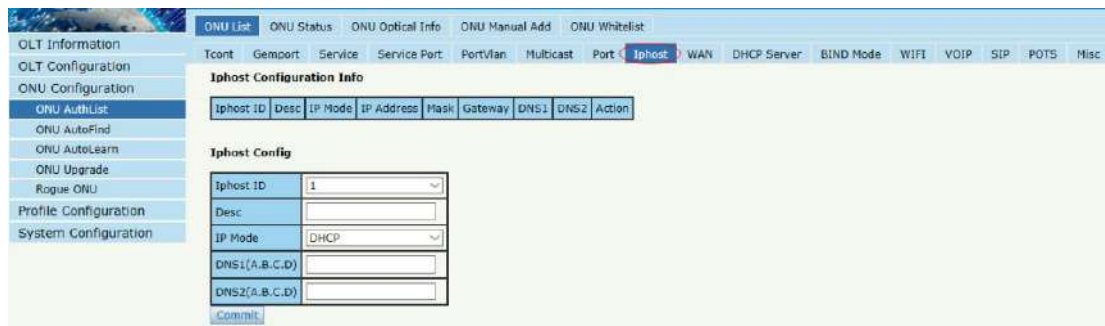 ONU List ONU Status ONU Optical Info ONU Manual Add ONU Whitelist
Tcont Gemport Service Service Port PortVlan Multicast Port Iphost WAN DHCP Server BIND Mode WIFI VOIP SIP POTS Misc
OLT Information
OLT Configuration
ONU Configuration
ONU AuthList
ONU AutoFind
ONU AutoLearn
ONU Upgrade
Rogue ONU
Profile Configuration
System Configuration
Iphost Configuration Info
Iphost ID Desc IP Mode IP Address Mask Gateway DNS1 DNS2 Action
Iphost Config
Iphost ID 1
Desc
IP Mode DHCP
DNS1(A.B.C.D)
DNS2(A.B.C.D)
Commit